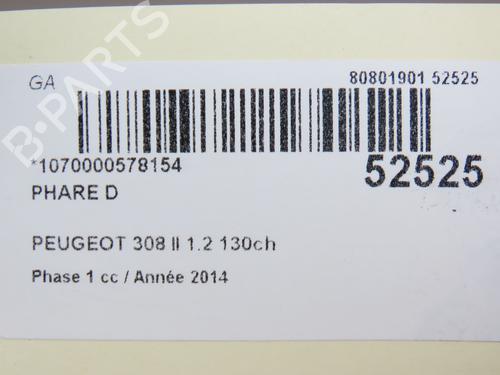 GA
80801901 52525
*1070000578154
52525
PHARE D
PEUGEOT 308 II 1.2 130ch
Phase 1 cc / Année 2014
B-PARTS